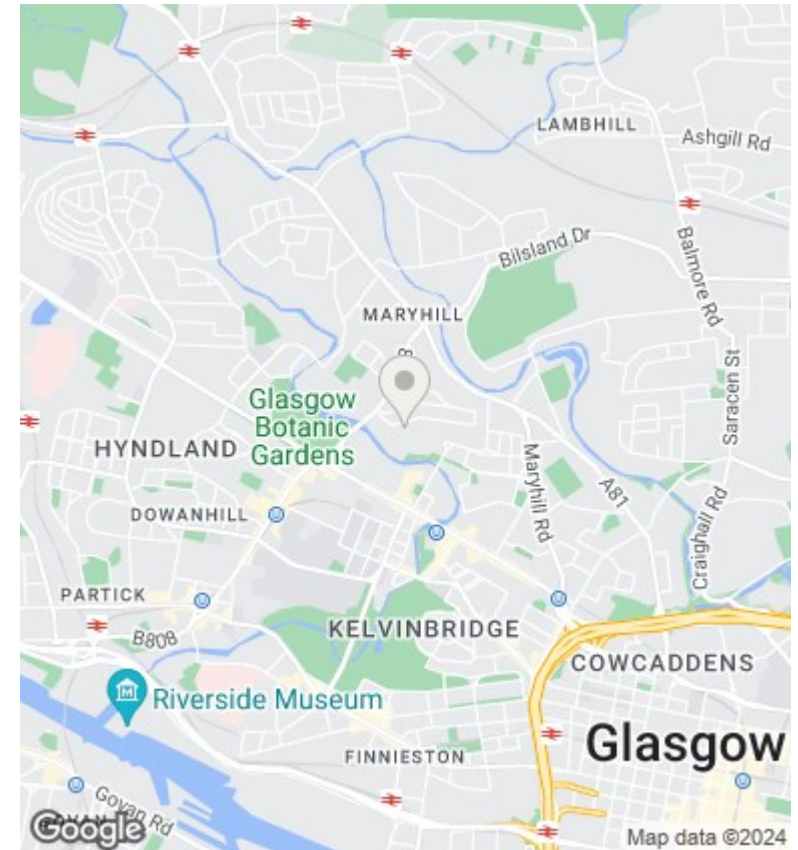 LAMBHILL
Ashgill Rd
Balmore Rd
Bilsland Dr
MARYHILL
Saracen St
Glasgow
Botanic
Gardens
HYNDLAND
Maryhill Rd
A81
Craighall Rd
DOWANHILL
PARTICK
B808
KELVINBRIDGE
COWCADDENS
Riverside Museum
Glasgow
FINNIESTON
Govan Rd
Google
Map data ©2024